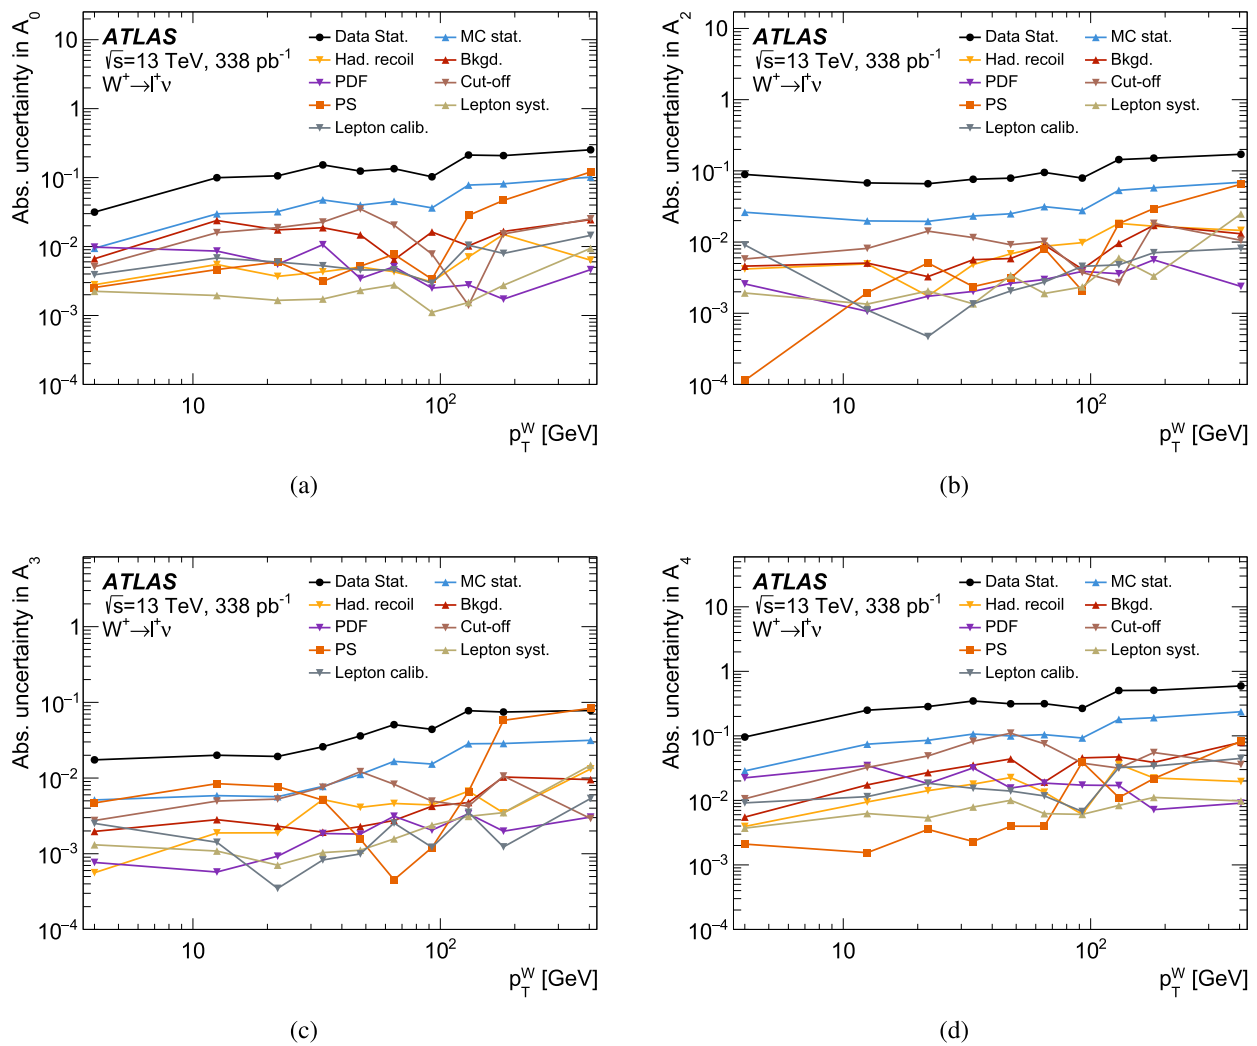 Abs. uncertainty in A0
ATLAS
√s=13 TeV, 338 pb-1
W+→l+ν
Data Stat.
MC stat.
Had. recoil
Bkgd.
PDF
Cut-off
PS
Lepton syst.
Lepton calib.
10
1
10−1
10−2
10−3
10−4
10
102
pTW [GeV]
(a)
Abs. uncertainty in A2
ATLAS
√s=13 TeV, 338 pb-1
W+→l+ν
Data Stat.
MC stat.
Had. recoil
Bkgd.
PDF
Cut-off
PS
Lepton syst.
Lepton calib.
10
1
10−1
10−2
10−3
10−4
10
102
pTW [GeV]
(b)
Abs. uncertainty in A3
ATLAS
√s=13 TeV, 338 pb-1
W+→l+ν
Data Stat.
MC stat.
Had. recoil
Bkgd.
PDF
Cut-off
PS
Lepton syst.
Lepton calib.
1
10−1
10−2
10−3
10−4
10
102
pTW [GeV]
(c)
Abs. uncertainty in A4
ATLAS
√s=13 TeV, 338 pb-1
W+→l+ν
Data Stat.
MC stat.
Had. recoil
Bkgd.
PDF
Cut-off
PS
Lepton syst.
Lepton calib.
10
1
10−1
10−2
10−3
10−4
10
102
pTW [GeV]
(d)